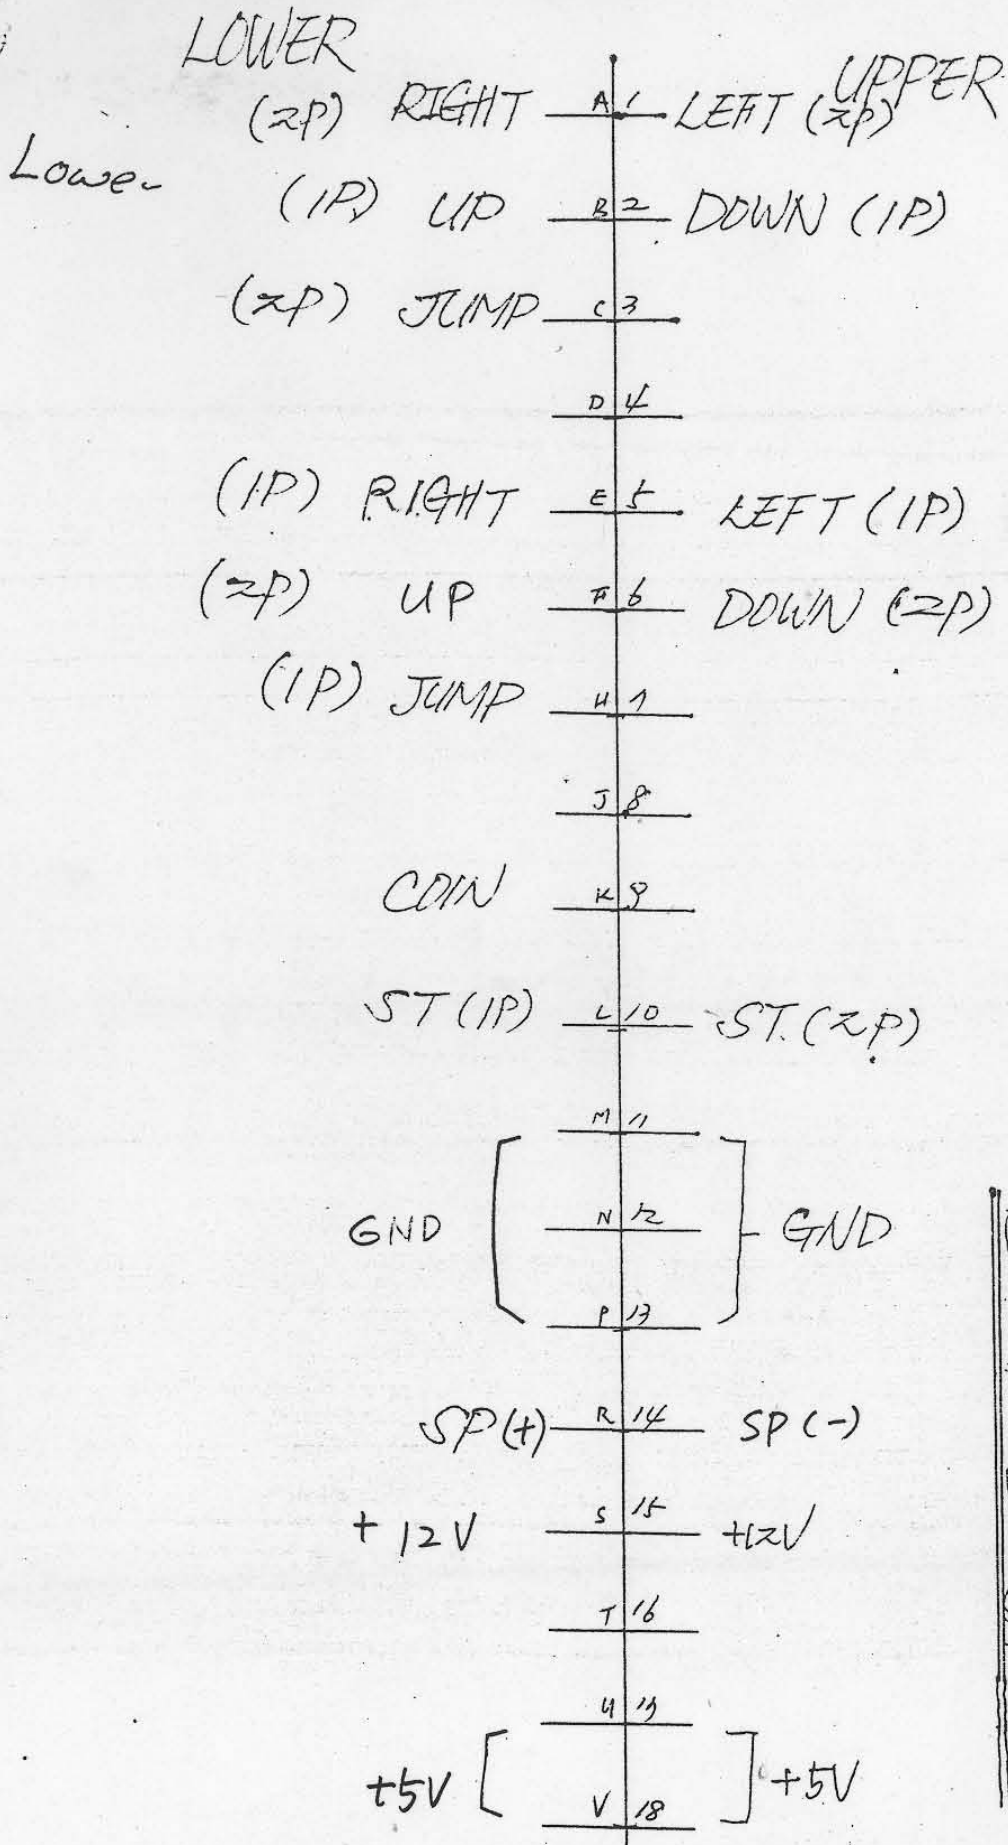 LOWER
UPPER
(2P) RIGHT A 1 LEFT (2P)
Lower
(1P) UP B 2 DOWN (1P)
(2P) JUMP C 3
D 4
(1P) RIGHT E 5 LEFT (1P)
(2P) UP F 6 DOWN (2P)
(1P) JUMP H 7
J 8
COIN K 9
ST (1P) L 10 ST. (2P)
M 11
GND N 12 GND
P 13
SP(+) R 14 SP (-)
+12V S 15 +12V
T 16
U 17
+5V +5V
V 18